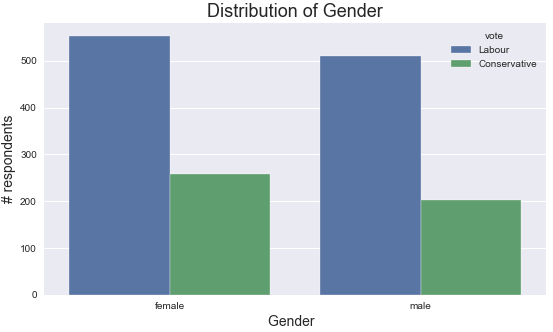 Distribution of Gender
vote
Labour
Conservative
# respondents
500
400
300
200
100
0
female
male
Gender